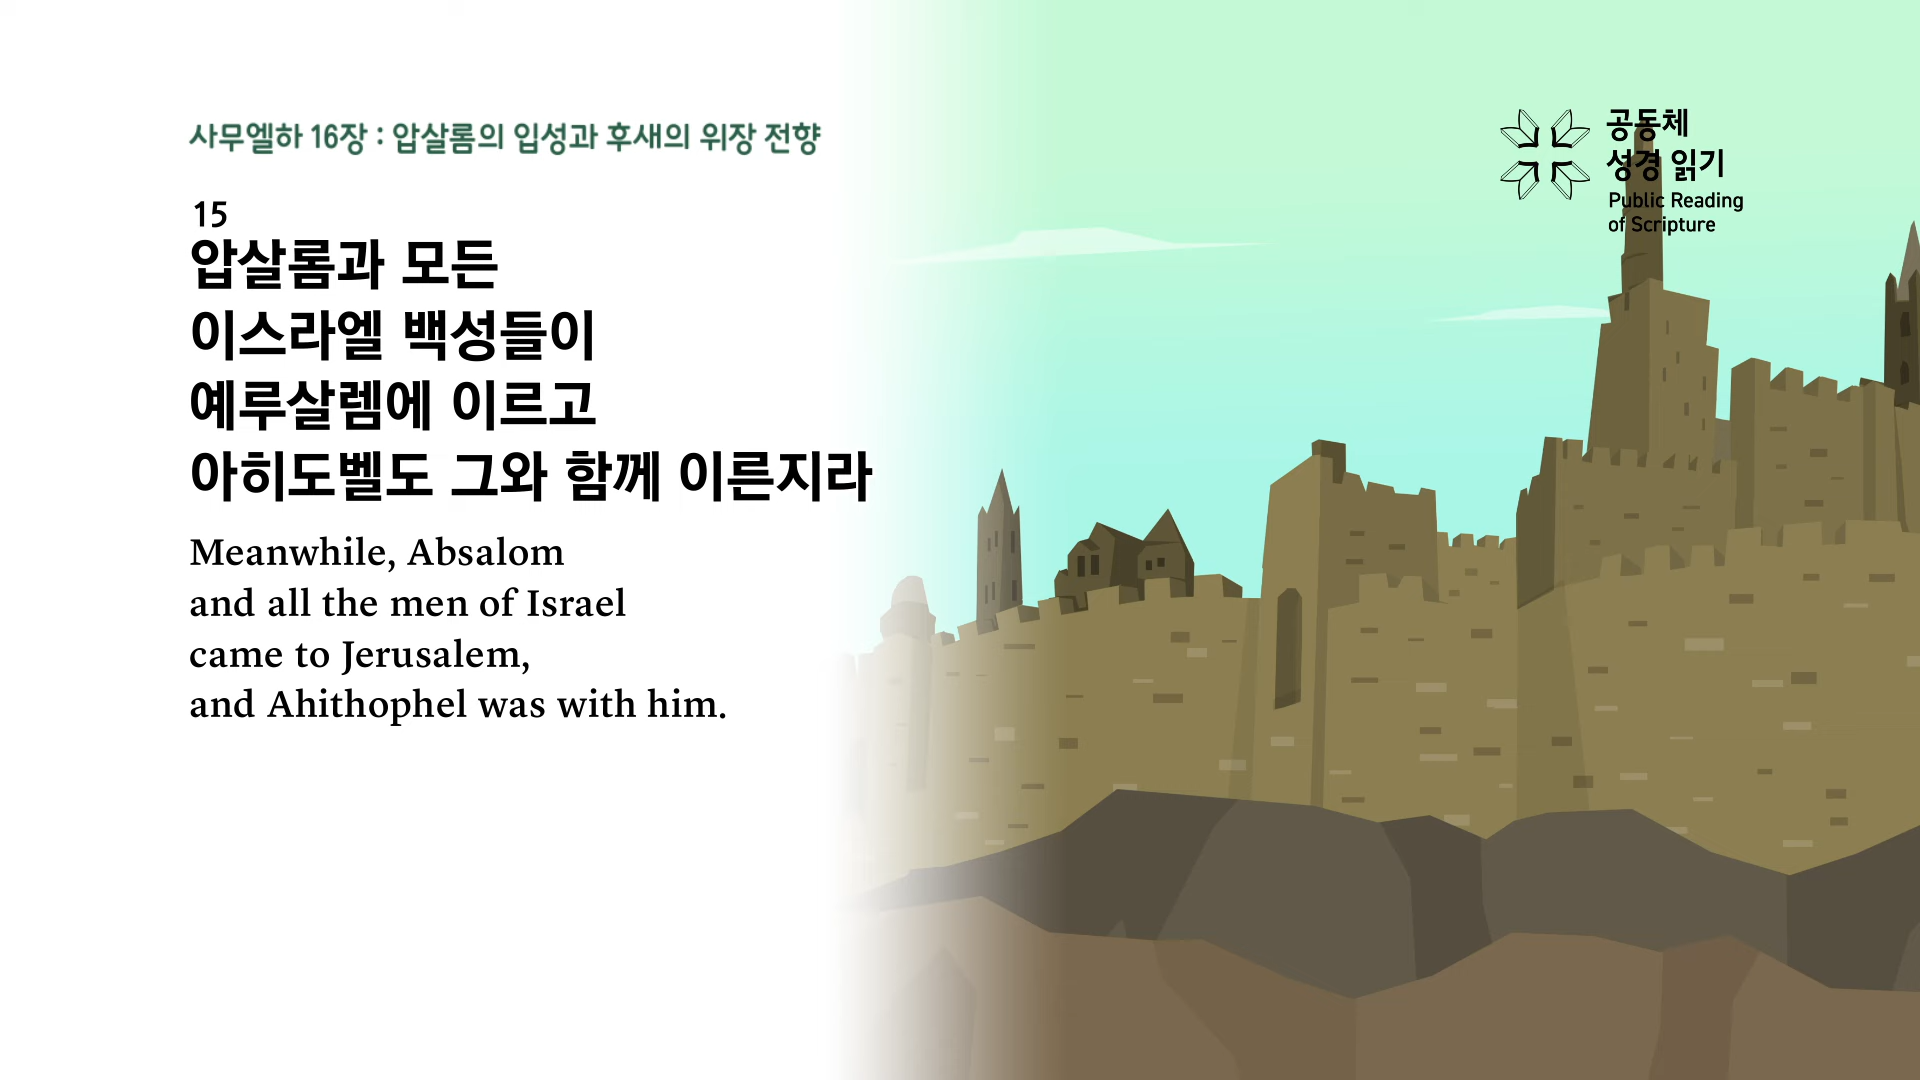 사무엘하 16장 : 압살롬의 입성과 후새의 위장 전향
15
압살롬과 모든
이스라엘 백성들이
예루살렘에 이르고
아히도벨도 그와 함께 이른지라
Meanwhile, Absalom
and all the men of Israel
came to Jerusalem,
and Ahithophel was with him.
공동체
성경 읽기
Public Reading
of Scripture